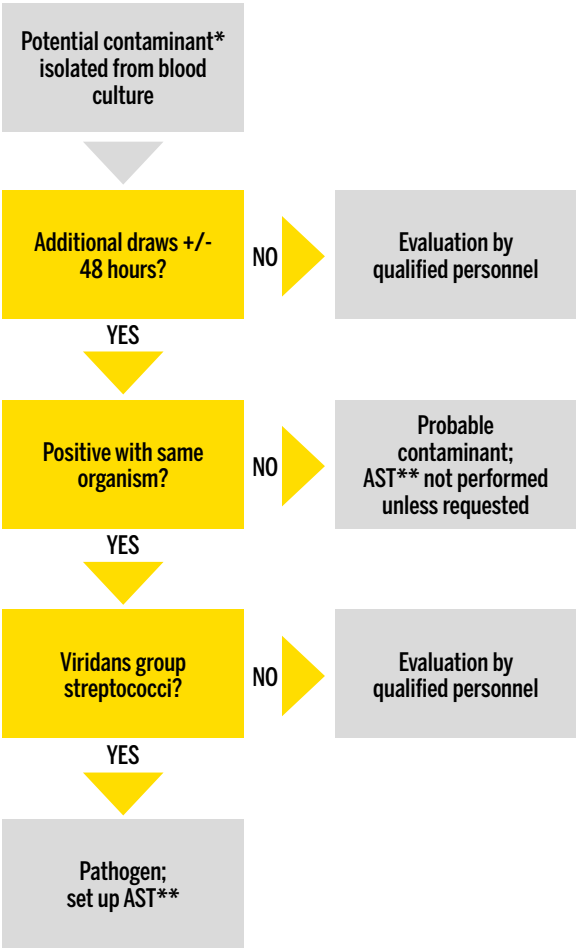 Potential contaminant*
isolated from blood
culture
Additional draws +/-
48 hours?
NO
Evaluation by
qualified personnel
YES
Positive with same
organism?
NO
Probable
contaminant;
AST** not performed
unless requested
YES
Viridans group
streptococci?
NO
Evaluation by
qualified personnel
YES
Pathogen;
set up AST**